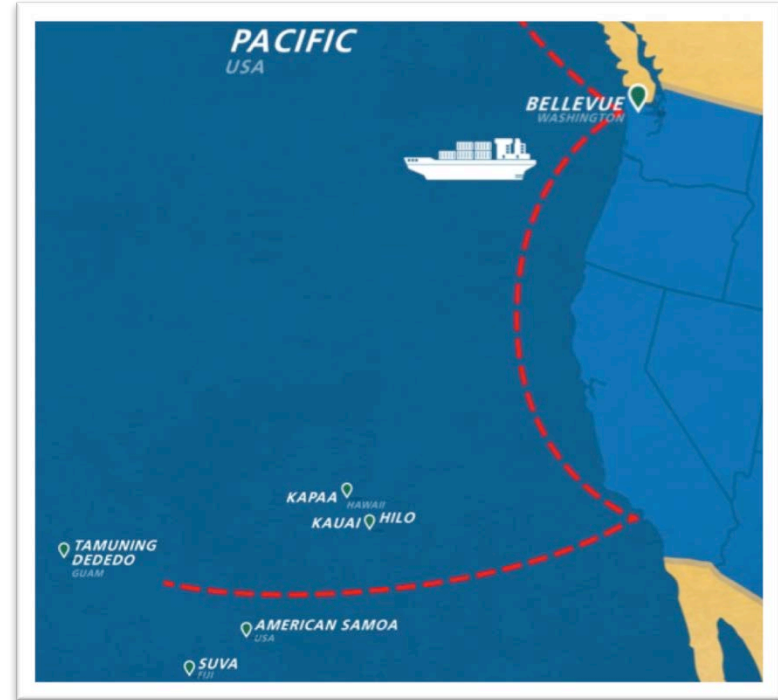 PACIFIC
USA
BELLEVUE
WASHINGTON
KAPAA
HAWAII
KAUAI HILO
TAMUNING
DEDEDO
GUAM
AMERICAN SAMOA
USA
SUVA
FIJI